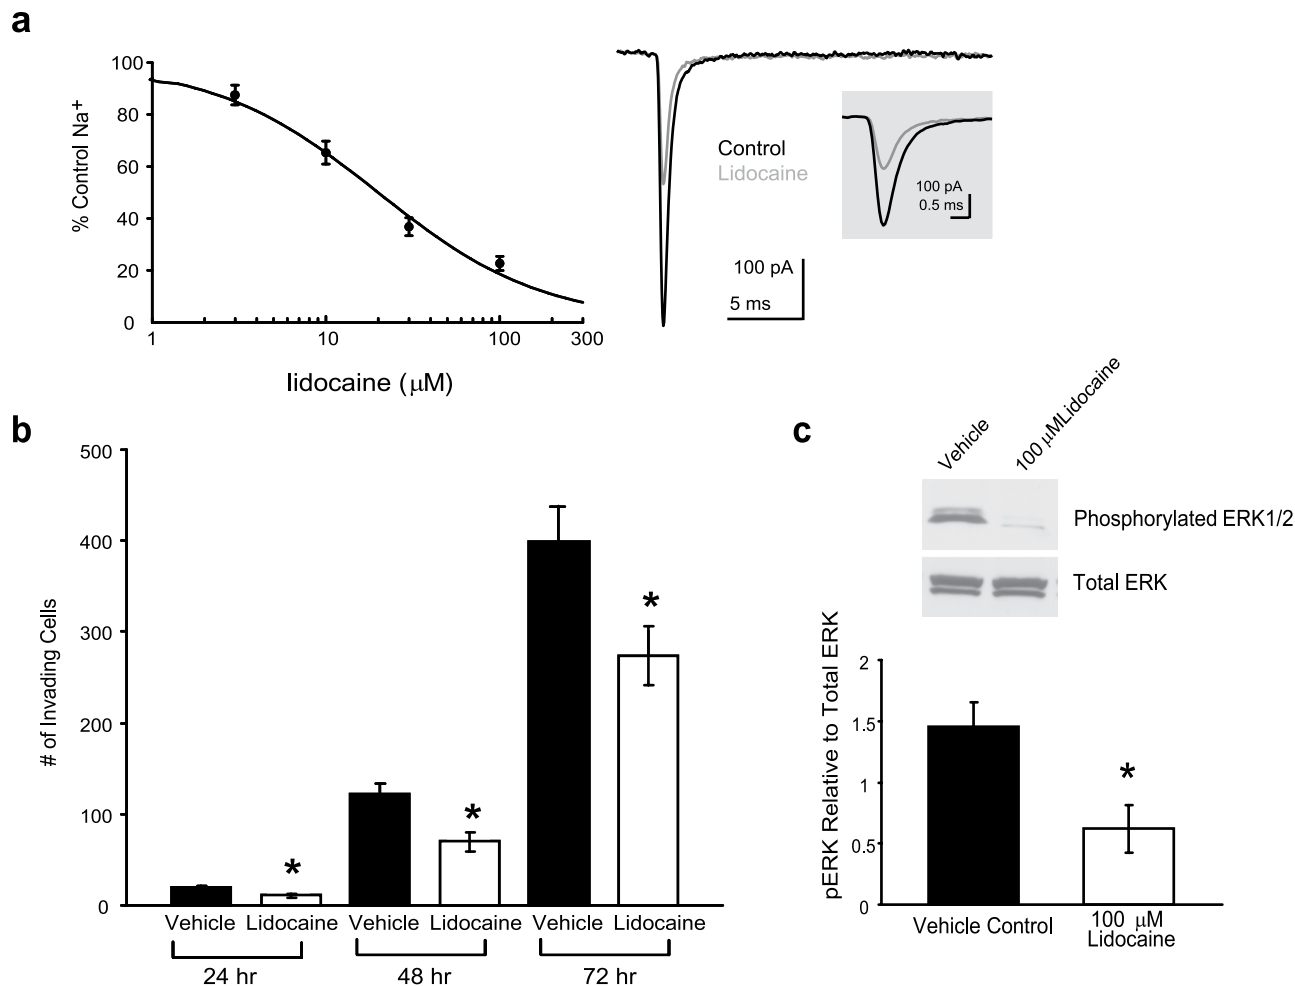 a
% Control Na+
100
80
60
40
20
0
1 10 100 300
lidocaine (μM)
Control
Lidocaine
100 pA
5 ms
100 pA
0.5 ms
b
# of Invading Cells
500
400
300
200
100
0
*
*
*
Vehicle Lidocaine Vehicle Lidocaine Vehicle Lidocaine
24 hr 48 hr 72 hr
c
Vehicle
100 μMLidocaine
Phosphorylated ERK1/2
Total ERK
pERK Relative to Total ERK
2
1.5
1
0.5
0
*
Vehicle Control
100 μM
Lidocaine